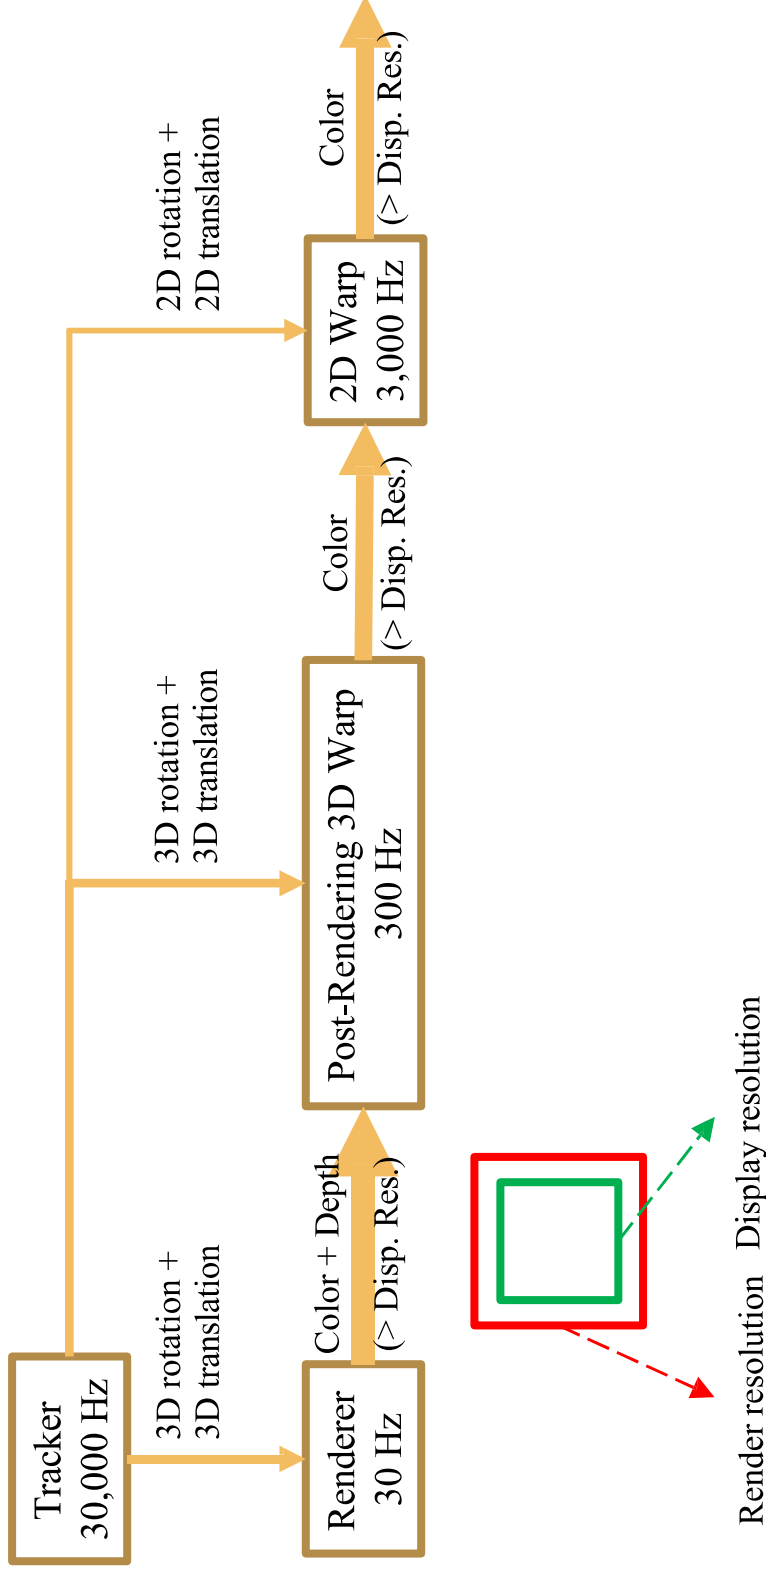 Tracker
30,000 Hz
3D rotation +
3D translation
3D rotation +
3D translation
2D rotation +
2D translation
Renderer
30 Hz
Color + Depth
(> Disp. Res.)
Post-Rendering 3D Warp
300 Hz
Color
(> Disp. Res.)
2D Warp
3,000 Hz
Color
(> Disp. Res.)
Render resolution
Display resolution